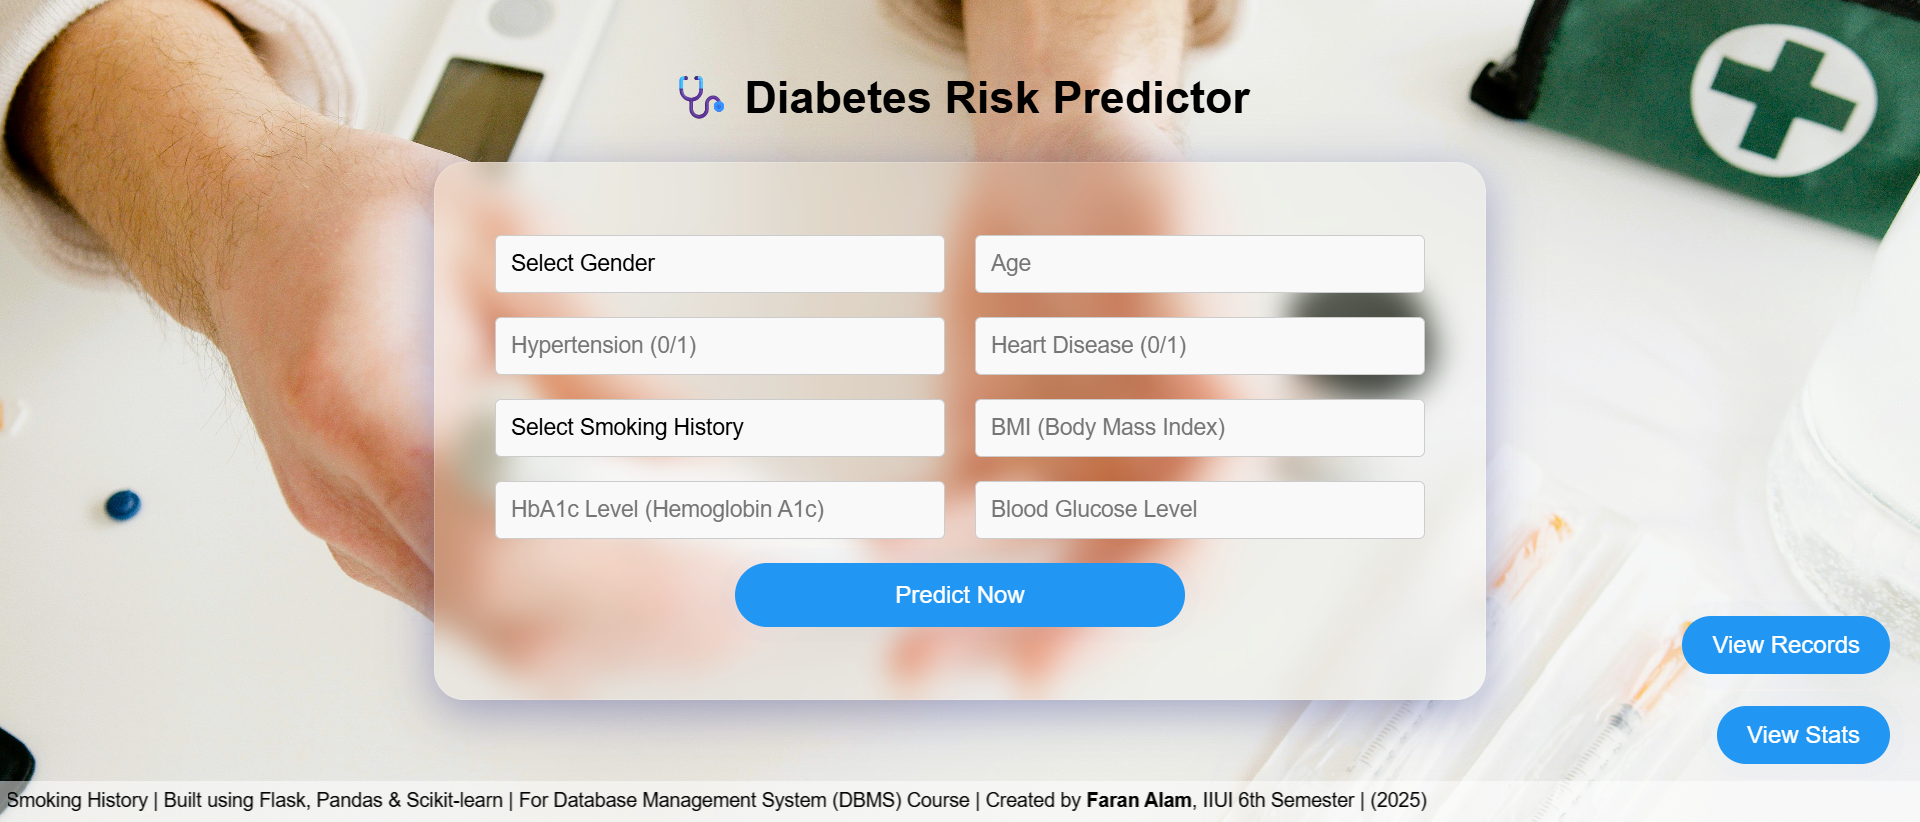 Diabetes Risk Predictor
Select Gender
Age
Hypertension (0/1)
Heart Disease (0/1)
Select Smoking History
BMI (Body Mass Index)
HbA1c Level (Hemoglobin A1c)
Blood Glucose Level
Predict Now
View Records
View Stats
Smoking History | Built using Flask, Pandas & Scikit-learn | For Database Management System (DBMS) Course | Created by Faran Alam, IIUI 6th Semester | (2025)